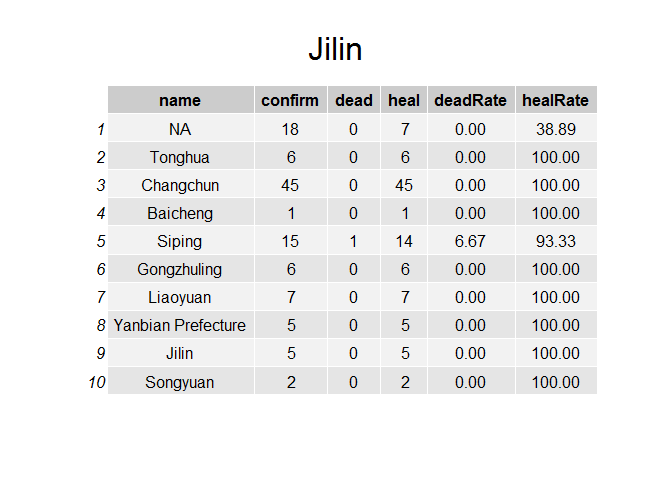 Jilin
name confirm dead heal deadRate healRate
1 NA 18 0 7 0.00 38.89
2 Tonghua 6 0 6 0.00 100.00
3 Changchun 45 0 45 0.00 100.00
4 Baicheng 1 0 1 0.00 100.00
5 Siping 15 1 14 6.67 93.33
6 Gongzhuling 6 0 6 0.00 100.00
7 Liaoyuan 7 0 7 0.00 100.00
8 Yanbian Prefecture 5 0 5 0.00 100.00
9 Jilin 5 0 5 0.00 100.00
10 Songyuan 2 0 2 0.00 100.00